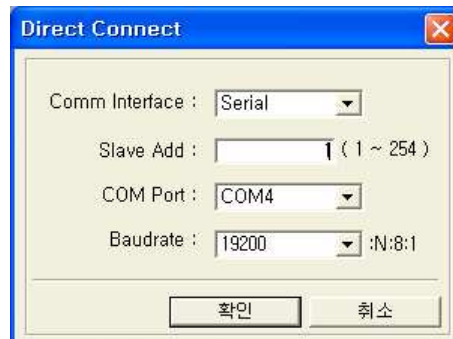 Direct Connect
Comm Interface : Serial
Slave Add : 1 ( 1 ~ 254 )
COM Port : COM4
Baudrate : 19200 :N:8:1
확인 취소